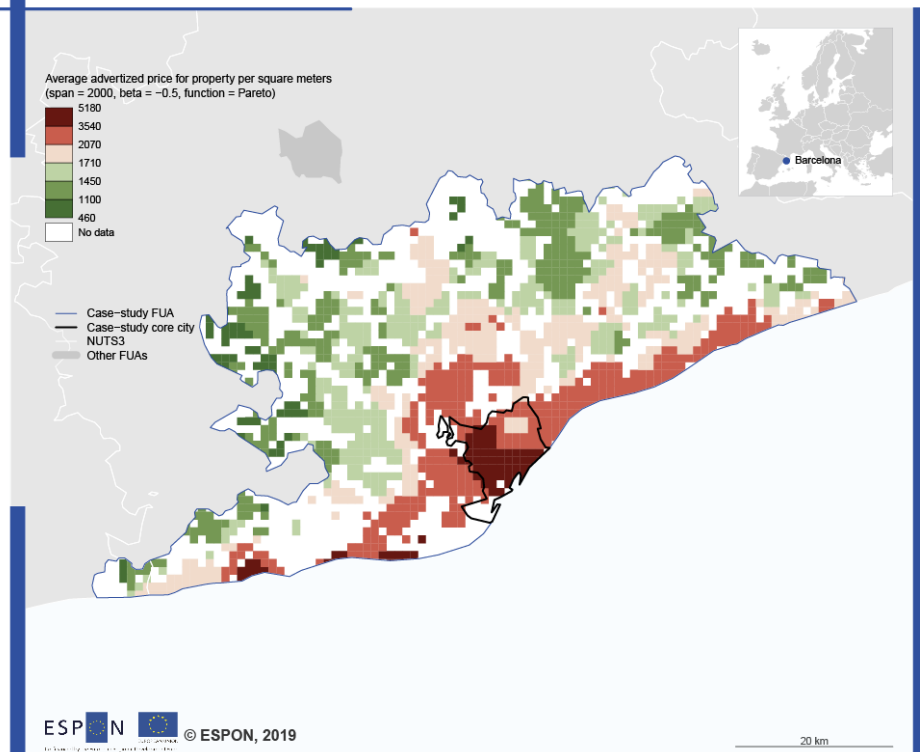 Average advertized price for property per square meters
(span = 2000, beta = −0.5, function = Pareto)
5180
3540
2070
1710
1450
1100
460
No data
Barcelona
Case−study FUA
Case−study core city
NUTS3
Other FUAs
ESPON
© ESPON, 2019
20 km